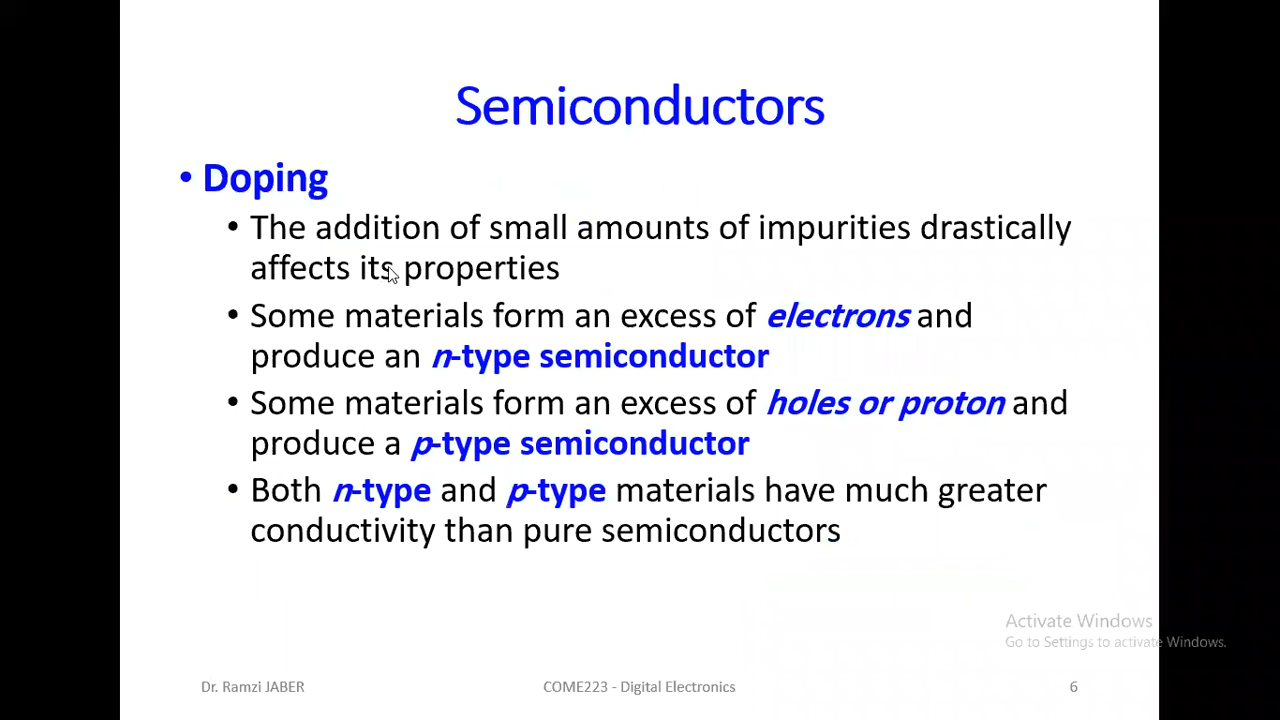 Semiconductors
• Doping
• The addition of small amounts of impurities drastically
affects its properties
• Some materials form an excess of electrons and
produce an n-type semiconductor
• Some materials form an excess of holes or proton and
produce a p-type semiconductor
• Both n-type and p-type materials have much greater
conductivity than pure semiconductors
Activate Windows
Go to Settings to activate Windows.
Dr. Ramzi JABER
COME223 - Digital Electronics
6